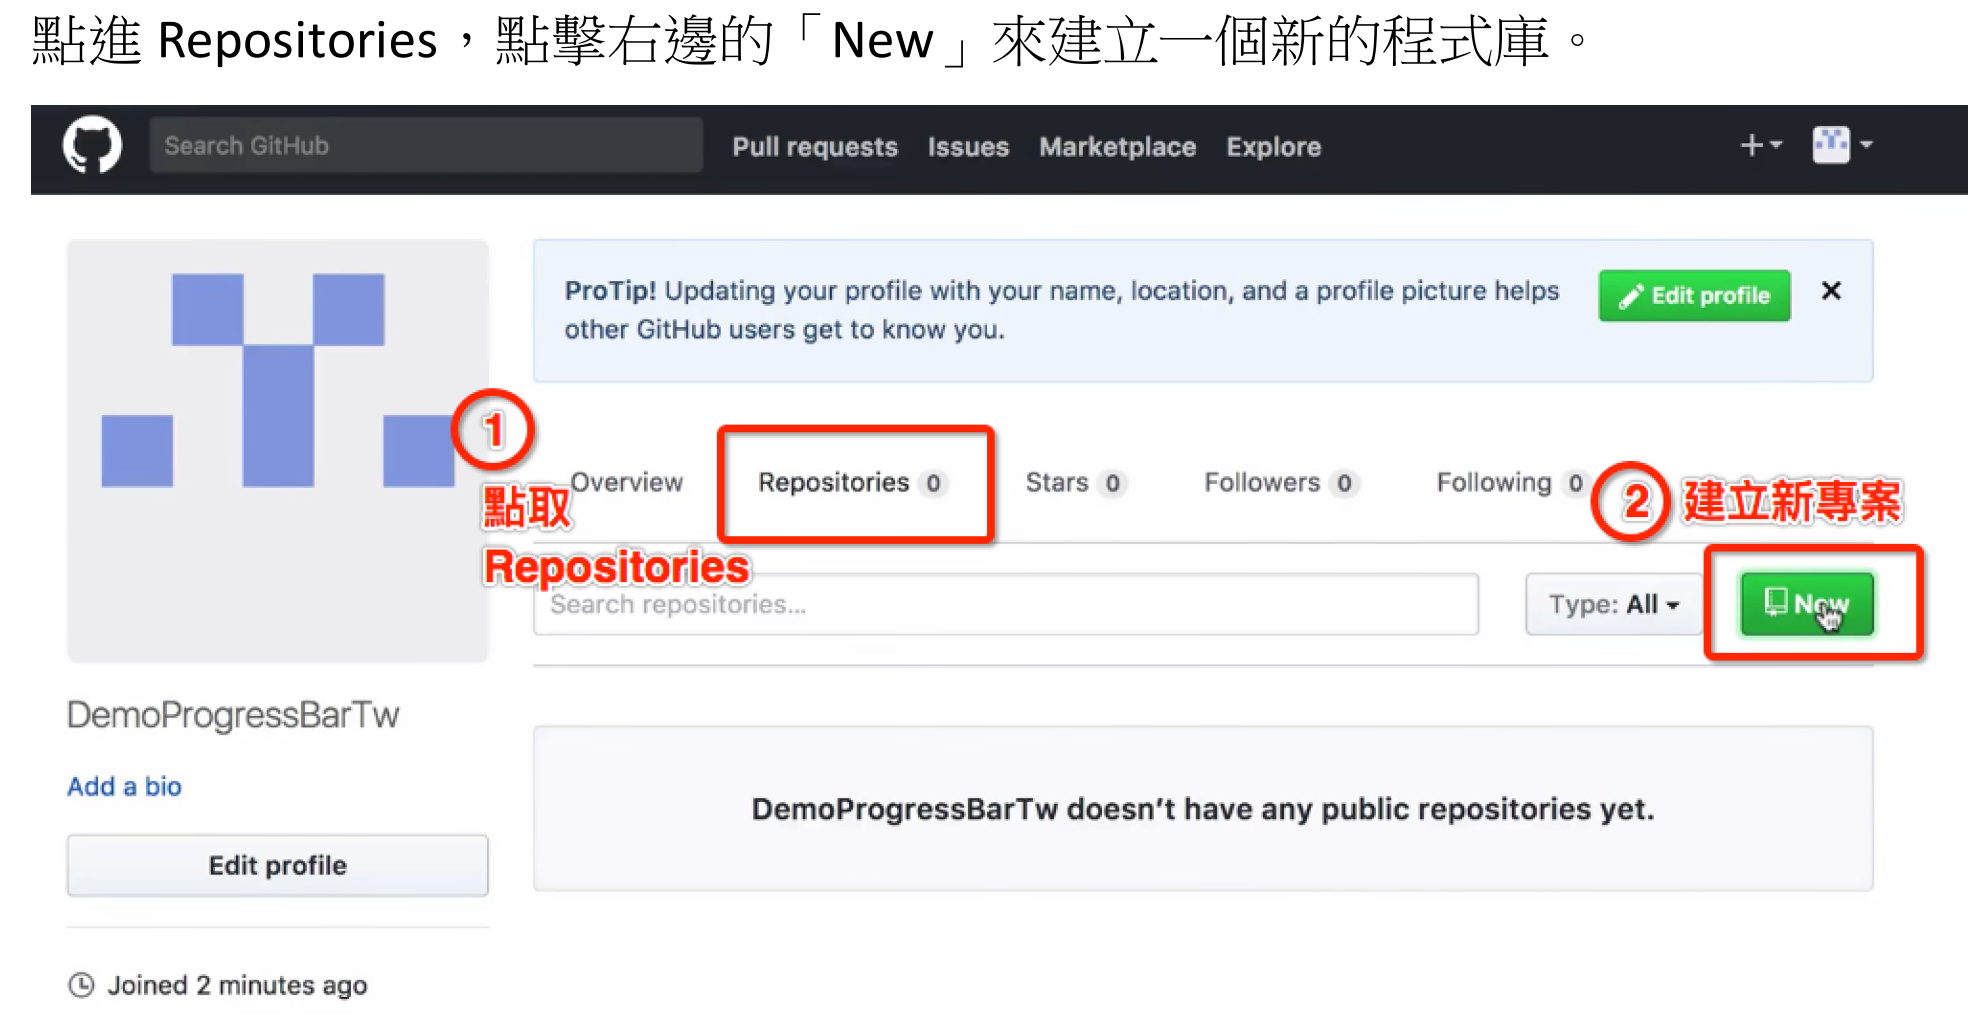 點進 Repositories，點擊右邊的「New」來建立一個新的程式庫。
Search GitHub
Pull requests Issues Marketplace Explore
ProTip! Updating your profile with your name, location, and a profile picture helps
other GitHub users get to know you.
Edit profile
1
點取
Repositories
Overview Repositories 0 Stars 0 Followers 0 Following 0
2 建立新專案
Search repositories...
Type: All
New
DemoProgressBarTw
Add a bio
Edit profile
Joined 2 minutes ago
DemoProgressBarTw doesn’t have any public repositories yet.